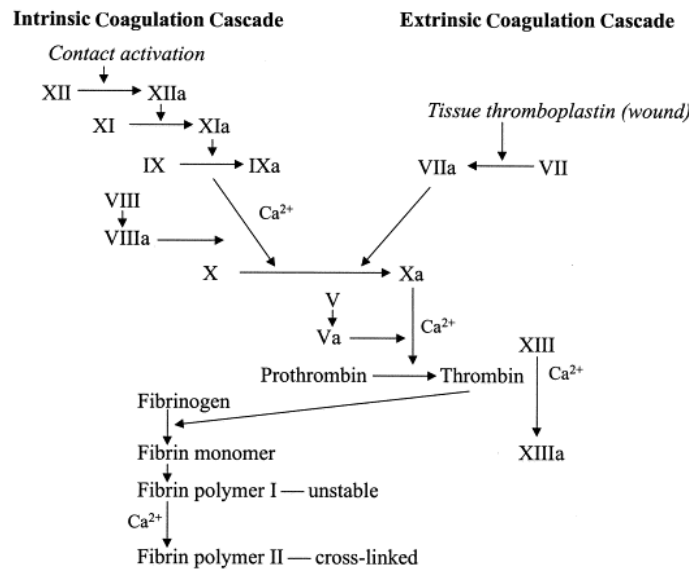 Intrinsic Coagulation Cascade
Extrinsic Coagulation Cascade
Contact activation
XII
XIIa
XI
XIa
Tissue thromboplastin (wound)
IX
IXa
VIIa
VII
VIII
Ca²⁺
VIIIa
X
Xa
V
Ca²⁺
Va
XIII
Prothrombin
Thrombin
Ca²⁺
Fibrinogen
Fibrin monomer
XIIIa
Fibrin polymer I — unstable
Ca²⁺
Fibrin polymer II — cross-linked